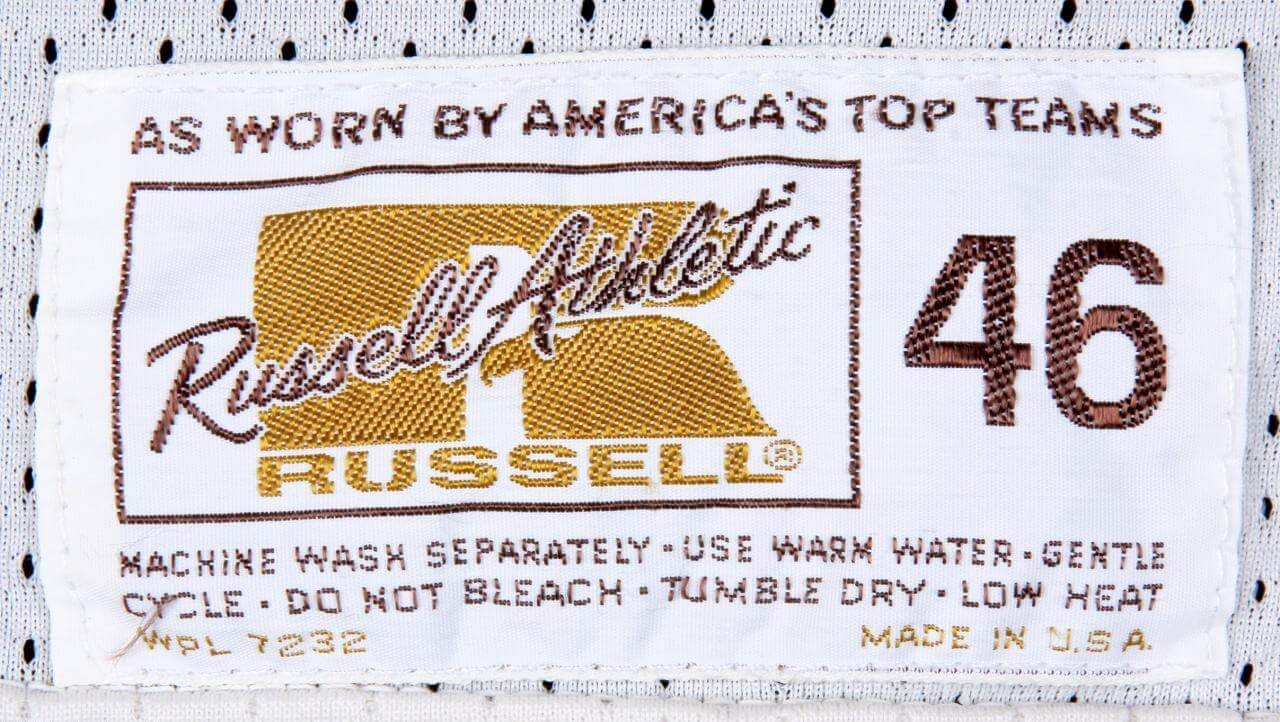 AS WORN BY AMERICA'S TOP TEAMS
Russell Athletic
RUSSELL®
46
MACHINE WASH SEPARATELY · USE WARM WATER · GENTLE
CYCLE · DO NOT BLEACH · TUMBLE DRY · LOW HEAT
WPL 7232 MADE IN U.S.A.